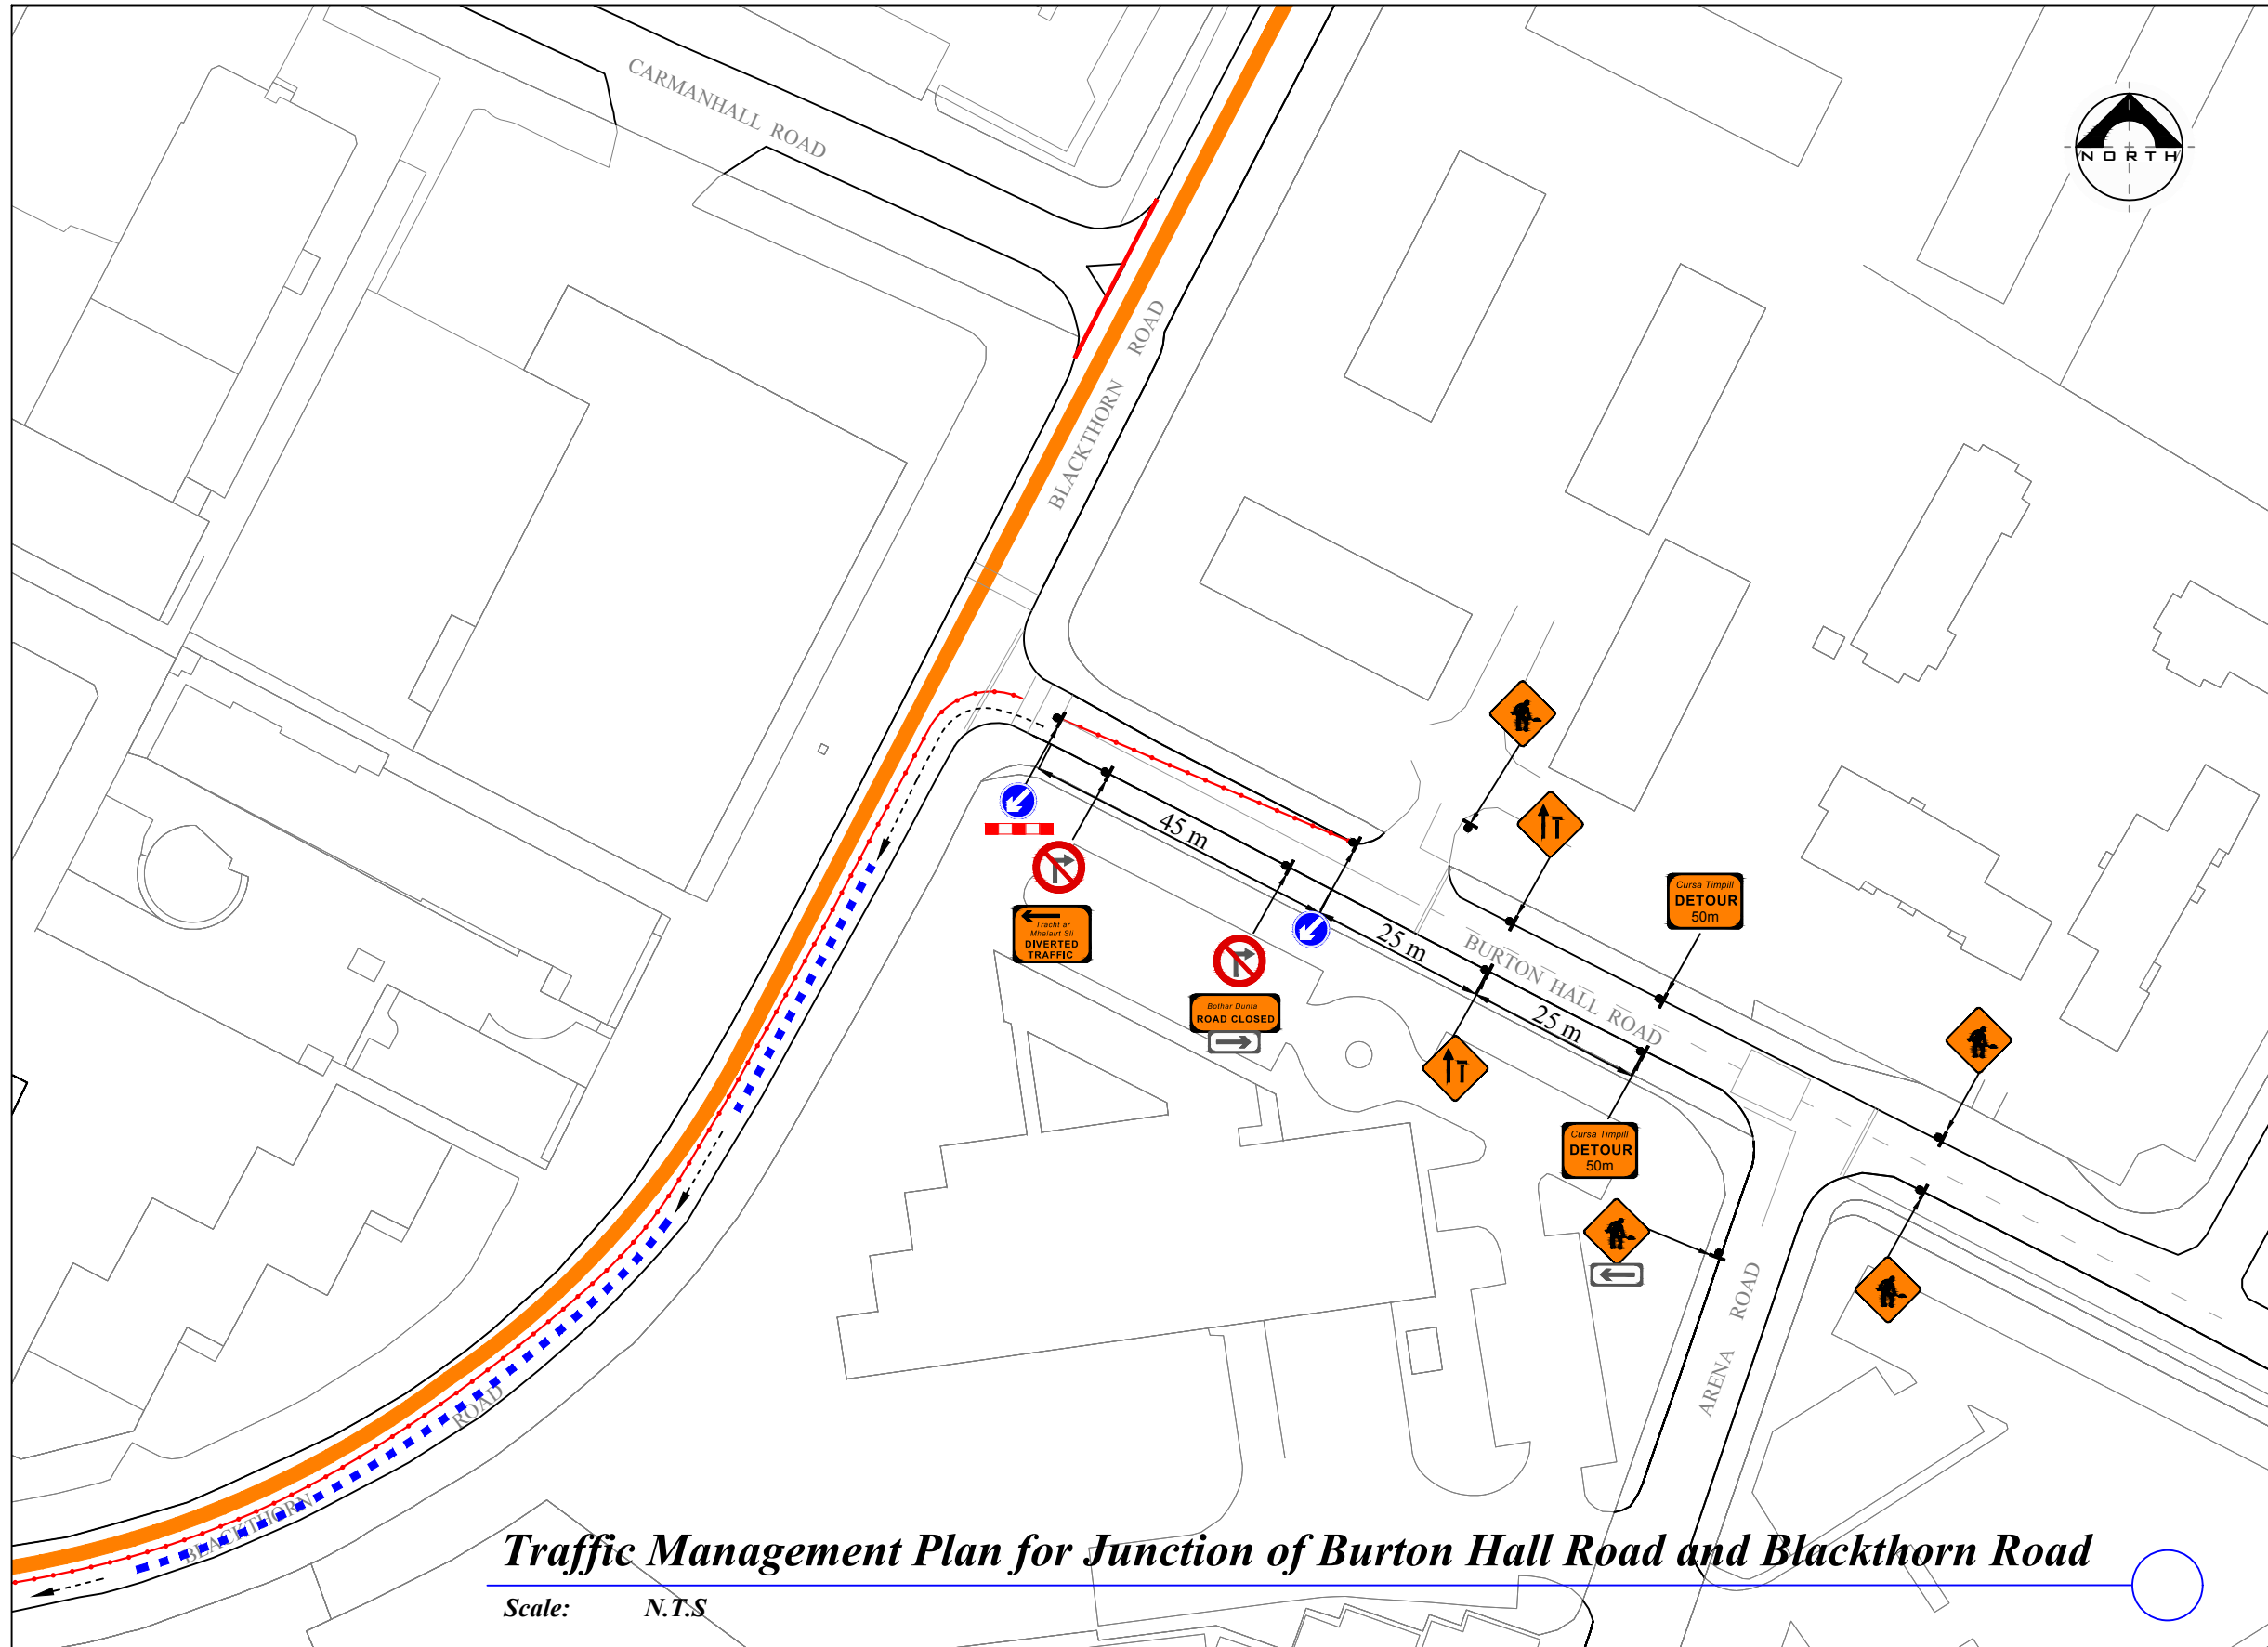 CARMANHALL ROAD
NORTH
BLACKTHORN ROAD
45 m
25 m
BURTON HALL ROAD
25 m
Cursa Timpill
DETOUR
50m
Tracht ar
Mhalairt Sli
DIVERTED
TRAFFIC
Bothar Dunta
ROAD CLOSED
Cursa Timpill
DETOUR
50m
ARENA ROAD
BLACKTHORN ROAD
Traffic Management Plan for Junction of Burton Hall Road and Blackthorn Road
Scale: N.T.S